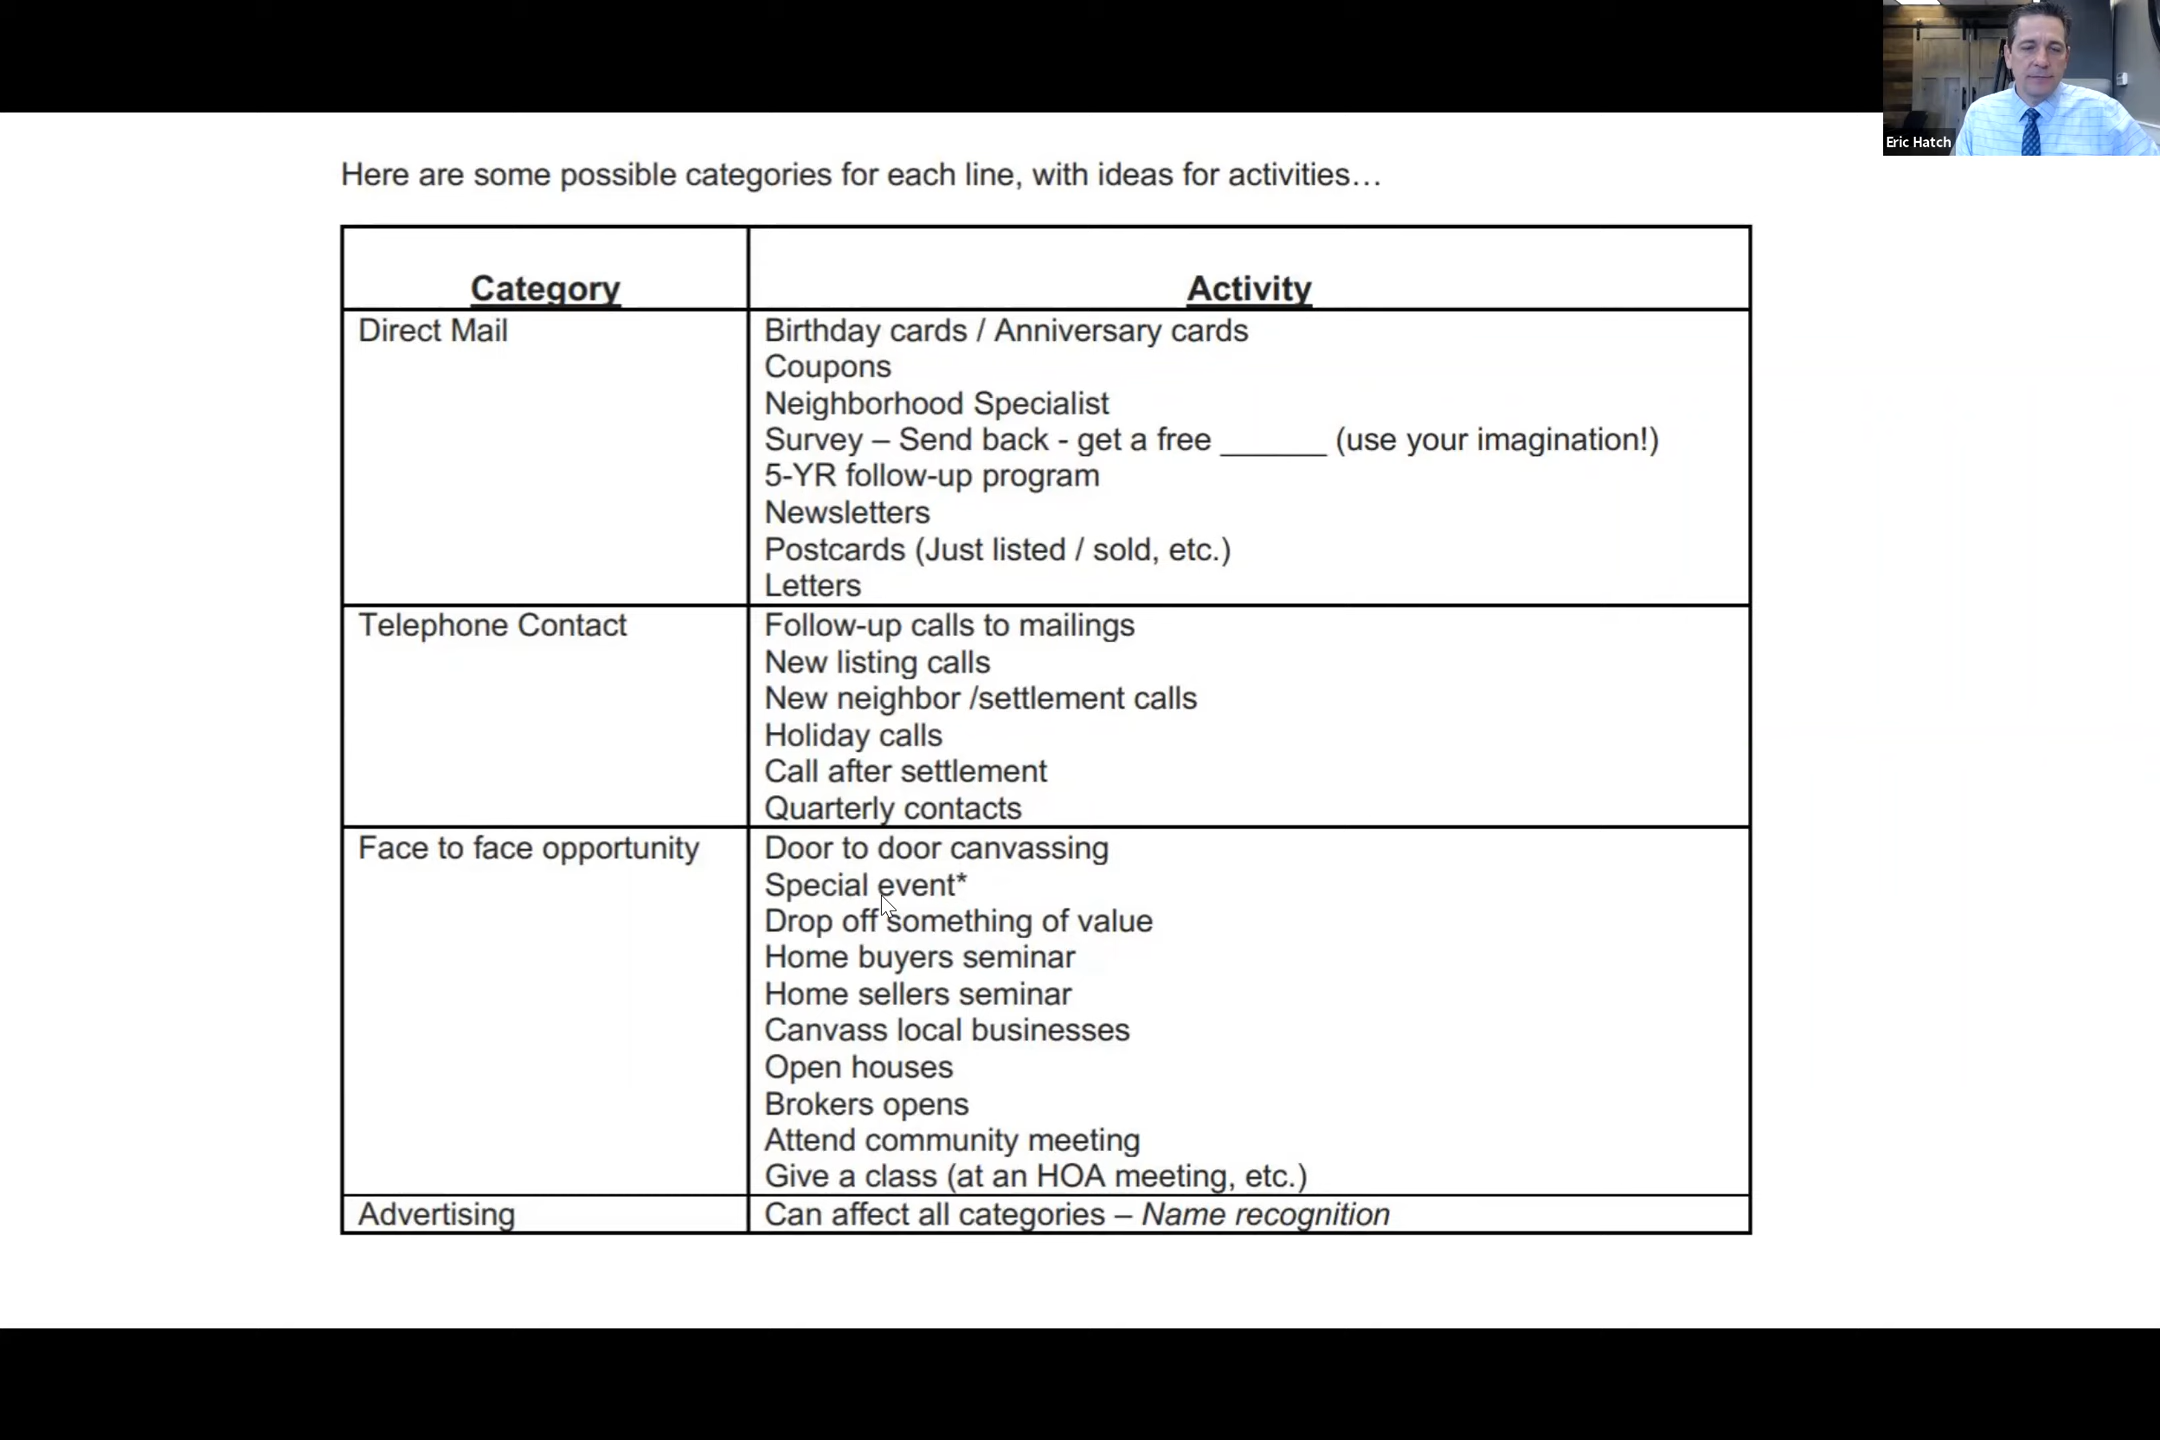 Eric Hatch
Here are some possible categories for each line, with ideas for activities…
Category
Activity
Direct Mail
Birthday cards / Anniversary cards
Coupons
Neighborhood Specialist
Survey – Send back - get a free ______ (use your imagination!)
5-YR follow-up program
Newsletters
Postcards (Just listed / sold, etc.)
Letters
Telephone Contact
Follow-up calls to mailings
New listing calls
New neighbor /settlement calls
Holiday calls
Call after settlement
Quarterly contacts
Face to face opportunity
Door to door canvassing
Special event*
Drop off something of value
Home buyers seminar
Home sellers seminar
Canvass local businesses
Open houses
Brokers opens
Attend community meeting
Give a class (at an HOA meeting, etc.)
Advertising
Can affect all categories – Name recognition